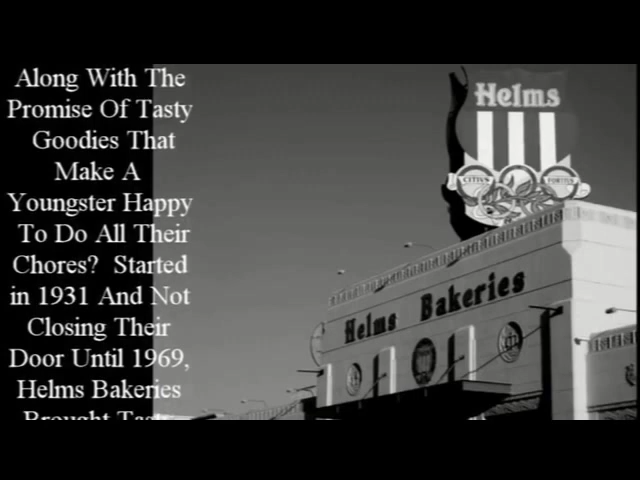 Along With The
Promise Of Tasty
Goodies That
Make A
Youngster Happy
To Do All Their
Chores?  Started
in 1931 And Not
Closing Their
Door Until 1969,
Helms Bakeries
Brought
Helms
CITIUS
FORTIUS
Helms Bakeries